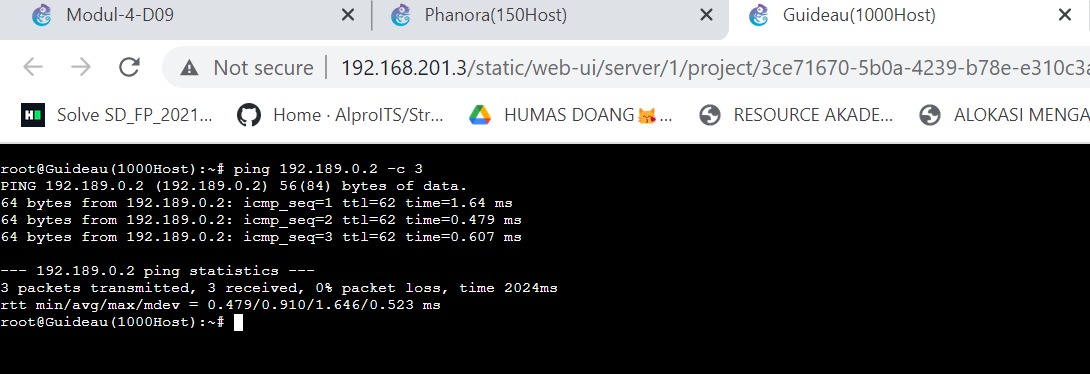 Modul-4-D09
Phanora(150Host)
Guideau(1000Host)
Not secure | 192.168.201.3/static/web-ui/server/1/project/3ce71670-5b0a-4239-b78e-e310c3a
Solve SD_FP_2021...
Home · AlproITS/Str...
HUMAS DOANG😼...
RESOURCE AKADE...
ALOKASI MENGA
root@Guideau(1000Host):~# ping 192.189.0.2 -c 3
PING 192.189.0.2 (192.189.0.2) 56(84) bytes of data.
64 bytes from 192.189.0.2: icmp_seq=1 ttl=62 time=1.64 ms
64 bytes from 192.189.0.2: icmp_seq=2 ttl=62 time=0.479 ms
64 bytes from 192.189.0.2: icmp_seq=3 ttl=62 time=0.607 ms
--- 192.189.0.2 ping statistics ---
3 packets transmitted, 3 received, 0% packet loss, time 2024ms
rtt min/avg/max/mdev = 0.479/0.910/1.646/0.523 ms
root@Guideau(1000Host):~#